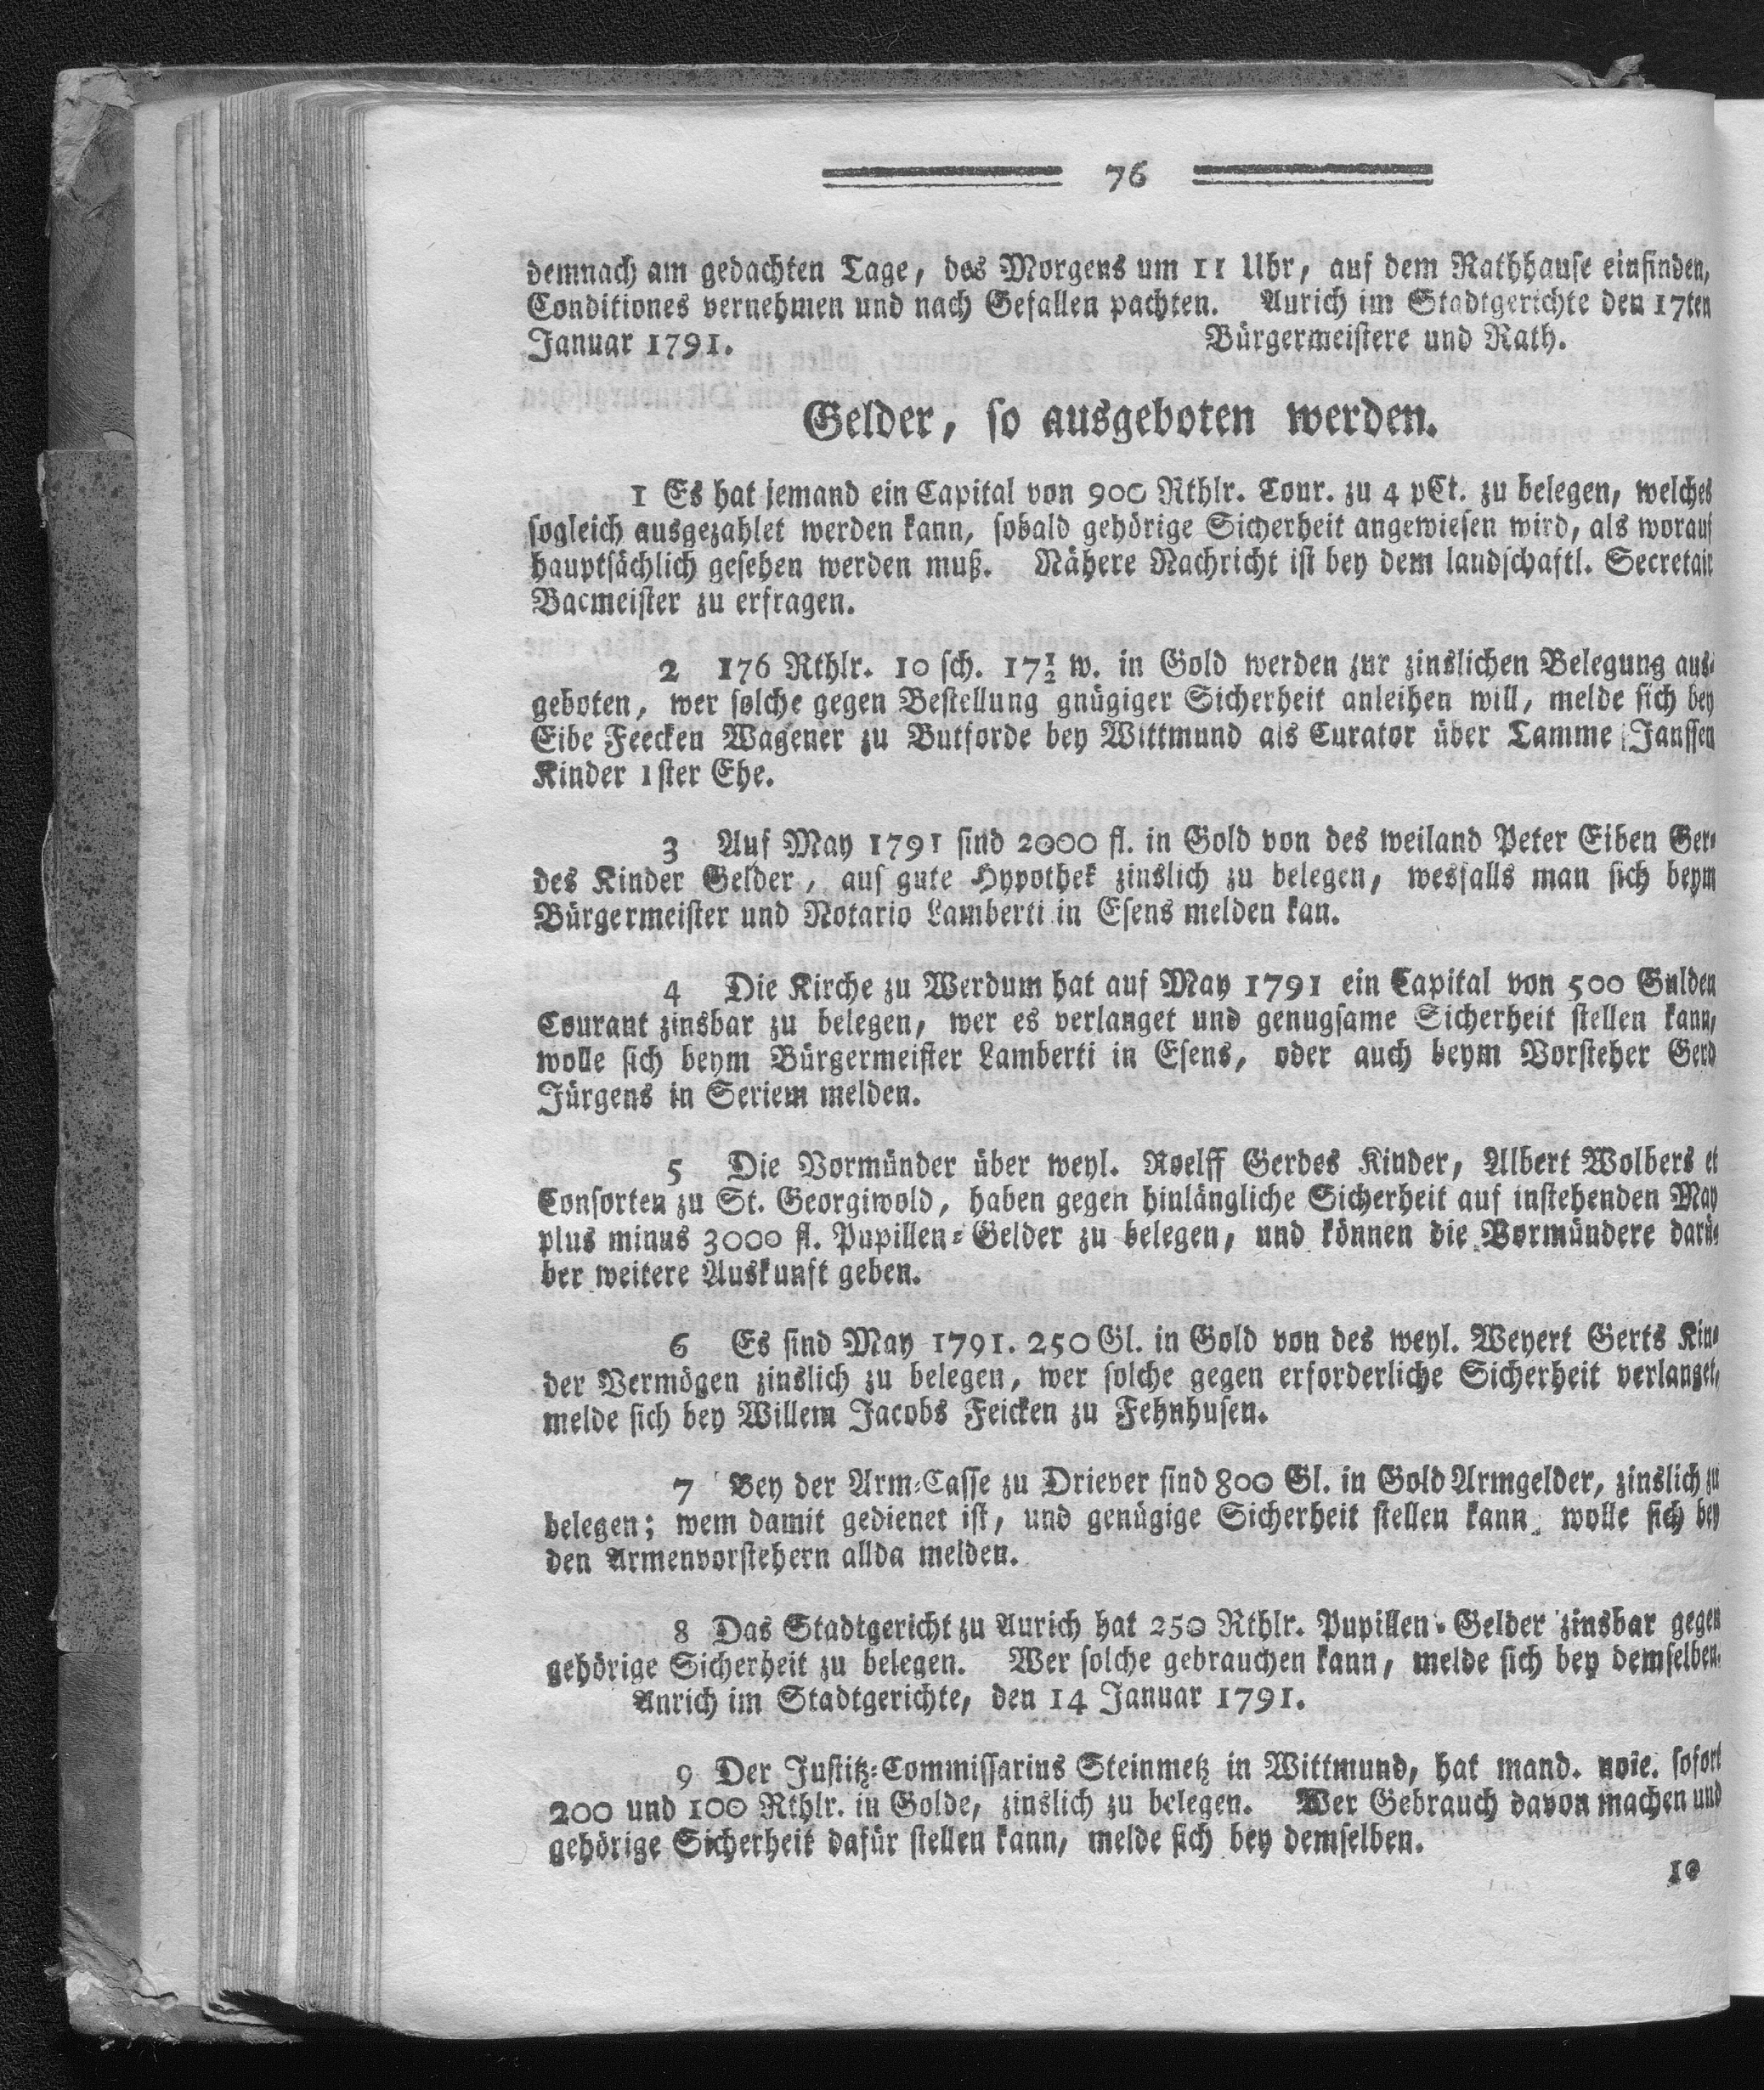 76
demnach am gedachten Tage, des Morgens um 11 Uhr, auf dem Rathhause einfinden,
Conditiones vernehmen und nach Gefallen pachten. Aurich im Stadtgerichte den 17ten
Januar 1791. Bürgermeistere und Rath.
Gelder, so ausgeboten werden.
1 Es hat jemand ein Capital von 900 Rthlr. Cour. zu 4 pCt. zu belegen, welches
sogleich ausgezahlet werden kann, sobald gehörige Sicherheit angewiesen wird, als worauf
hauptsächlich gesehen werden muß. Nähere Nachricht ist bey dem landschaftl. Secretair
Bacmeister zu erfragen.
2 176 Rthlr. 10 sch. 17½ w. in Gold werden zur zinslichen Belegung aus-
geboten, wer solche gegen Bestellung gnügiger Sicherheit anleihen will, melde sich bey
Eibe Feecken Wagener zu Butforde bey Wittmund als Curator über Tamme Janssen
Kinder 1ster Ehe.
3 Auf May 1791 sind 2000 fl. in Gold von des weiland Peter Eiben Ger-
des Kinder Gelder, auf gute Hypothek zinslich zu belegen, wesfalls man sich beym
Bürgermeister und Notario Lamberti in Esens melden kan.
4 Die Kirche zu Werdum hat auf May 1791 ein Capital von 500 Gulden
Courant zinsbar zu belegen, wer es verlanget und genugsame Sicherheit stellen kann,
wolle sich beym Bürgermeister Lamberti in Esens, oder auch beym Vorsteher Gerd
Jürgens in Seriem melden.
5 Die Vormünder über weyl. Roelff Gerdes Kinder, Albert Wolbers et
Consorten zu St. Georgiwold, haben gegen hinlängliche Sicherheit auf instehenden May
plus minus 3000 fl. Pupillen-Gelder zu belegen, und können die Vormündere darü-
ber weitere Auskunft geben.
6 Es sind May 1791. 250 Gl. in Gold von des weyl. Weyert Gerts Kin-
der Vermögen zinslich zu belegen, wer solche gegen erforderliche Sicherheit verlanget,
melde sich bey Willem Jacobs Feicken zu Fehnhusen.
7 Bey der Arm-Casse zu Driever sind 800 Gl. in Gold Armgelder, zinslich zu
belegen; wem damit gedienet ist, und genügige Sicherheit stellen kann, wolle sich bey
den Armenvorstehern allda melden.
8 Das Stadtgericht zu Aurich hat 250 Rthlr. Pupillen-Gelder zinsbar gegen
gehörige Sicherheit zu belegen. Wer solche gebrauchen kann, melde sich bey demselben.
Anrich im Stadtgerichte, den 14 Januar 1791.
9 Der Justitz-Commissarius Steinmetz in Wittmund, hat mand. noie. sofort
200 und 100 Rthlr. in Golde, zinslich zu belegen. Wer Gebrauch davon machen und
gehörige Sicherheit dafür stellen kann, melde sich bey demselben.
10